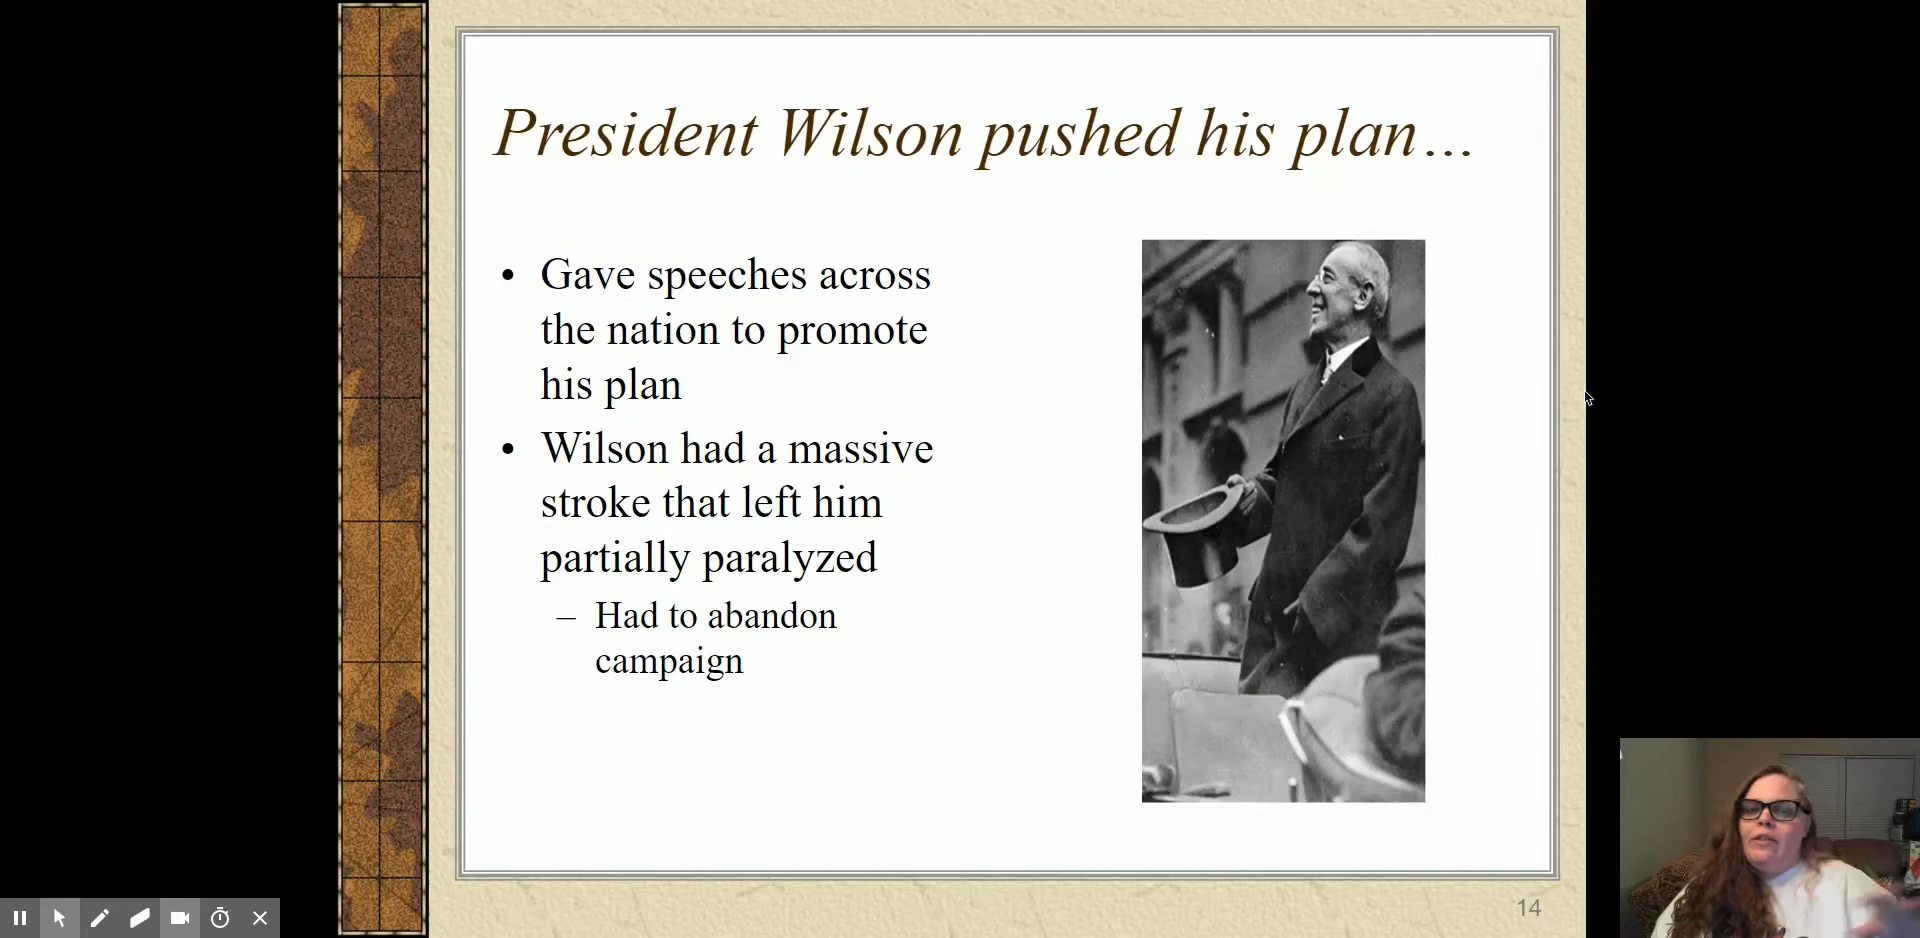 President Wilson pushed his plan…
• Gave speeches across
the nation to promote
his plan
• Wilson had a massive
stroke that left him
partially paralyzed
– Had to abandon
campaign
14